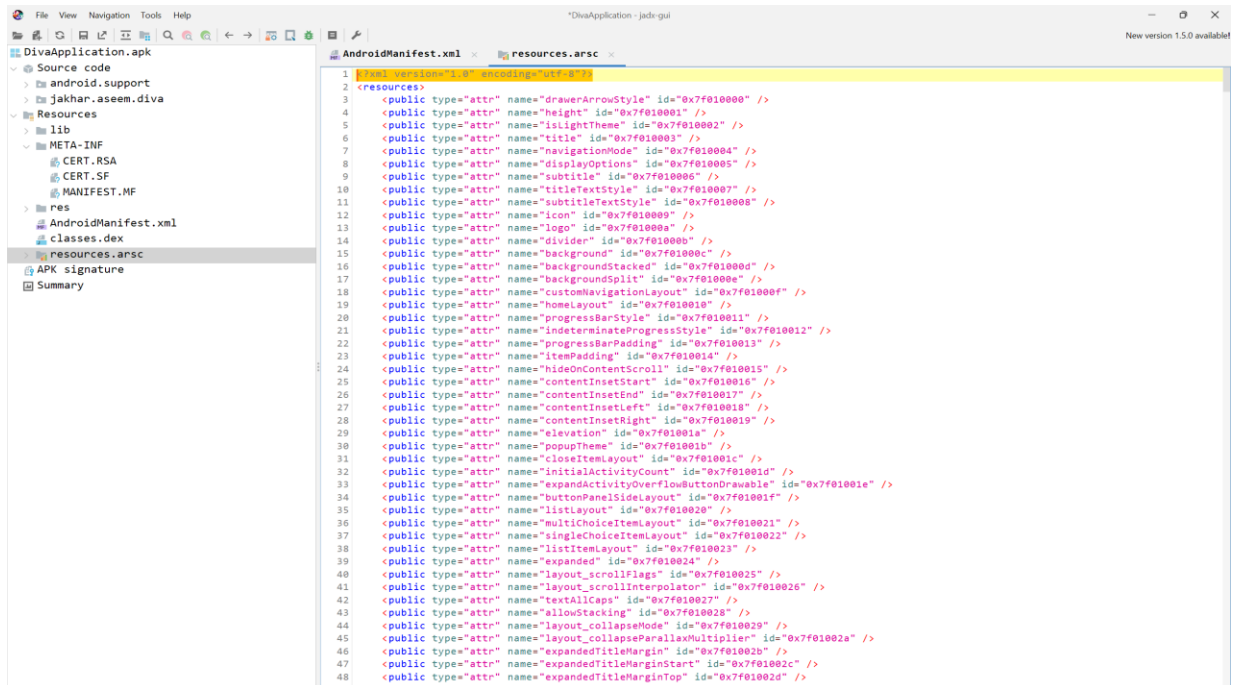 File View Navigation Tools Help
*DivaApplication - jadx-gui
New version 1.5.0 available!
DivaApplication.apk
Source code
android.support
jakhar.aseem.diva
Resources
lib
META-INF
CERT.RSA
CERT.SF
MANIFEST.MF
res
AndroidManifest.xml
classes.dex
resources.arsc
APK signature
Summary
AndroidManifest.xml × resources.arsc ×
1 <?xml version="1.0" encoding="utf-8"?>
2 <resources>
3 <public type="attr" name="drawerArrowStyle" id="0x7f010000" />
4 <public type="attr" name="height" id="0x7f010001" />
5 <public type="attr" name="isLightTheme" id="0x7f010002" />
6 <public type="attr" name="title" id="0x7f010003" />
7 <public type="attr" name="navigationMode" id="0x7f010004" />
8 <public type="attr" name="displayOptions" id="0x7f010005" />
9 <public type="attr" name="subtitle" id="0x7f010006" />
10 <public type="attr" name="titleTextStyle" id="0x7f010007" />
11 <public type="attr" name="subtitleTextStyle" id="0x7f010008" />
12 <public type="attr" name="icon" id="0x7f010009" />
13 <public type="attr" name="logo" id="0x7f01000a" />
14 <public type="attr" name="divider" id="0x7f01000b" />
15 <public type="attr" name="background" id="0x7f01000c" />
16 <public type="attr" name="backgroundStacked" id="0x7f01000d" />
17 <public type="attr" name="backgroundSplit" id="0x7f01000e" />
18 <public type="attr" name="customNavigationLayout" id="0x7f01000f" />
19 <public type="attr" name="homeLayout" id="0x7f010010" />
20 <public type="attr" name="progressBarStyle" id="0x7f010011" />
21 <public type="attr" name="indeterminateProgressStyle" id="0x7f010012" />
22 <public type="attr" name="progressBarPadding" id="0x7f010013" />
23 <public type="attr" name="itemPadding" id="0x7f010014" />
24 <public type="attr" name="hideOnContentScroll" id="0x7f010015" />
25 <public type="attr" name="contentInsetStart" id="0x7f010016" />
26 <public type="attr" name="contentInsetEnd" id="0x7f010017" />
27 <public type="attr" name="contentInsetLeft" id="0x7f010018" />
28 <public type="attr" name="contentInsetRight" id="0x7f010019" />
29 <public type="attr" name="elevation" id="0x7f01001a" />
30 <public type="attr" name="popupTheme" id="0x7f01001b" />
31 <public type="attr" name="closeItemLayout" id="0x7f01001c" />
32 <public type="attr" name="initialActivityCount" id="0x7f01001d" />
33 <public type="attr" name="expandActivityOverflowButtonDrawable" id="0x7f01001e" />
34 <public type="attr" name="buttonPanelSideLayout" id="0x7f01001f" />
35 <public type="attr" name="listLayout" id="0x7f010020" />
36 <public type="attr" name="multiChoiceItemLayout" id="0x7f010021" />
37 <public type="attr" name="singleChoiceItemLayout" id="0x7f010022" />
38 <public type="attr" name="listItemLayout" id="0x7f010023" />
39 <public type="attr" name="expanded" id="0x7f010024" />
40 <public type="attr" name="layout_scrollFlags" id="0x7f010025" />
41 <public type="attr" name="layout_scrollInterpolator" id="0x7f010026" />
42 <public type="attr" name="textAllCaps" id="0x7f010027" />
43 <public type="attr" name="allowStacking" id="0x7f010028" />
44 <public type="attr" name="layout_collapseMode" id="0x7f010029" />
45 <public type="attr" name="layout_collapseParallaxMultiplier" id="0x7f01002a" />
46 <public type="attr" name="expandedTitleMargin" id="0x7f01002b" />
47 <public type="attr" name="expandedTitleMarginStart" id="0x7f01002c" />
48 <public type="attr" name="expandedTitleMarginTop" id="0x7f01002d" />